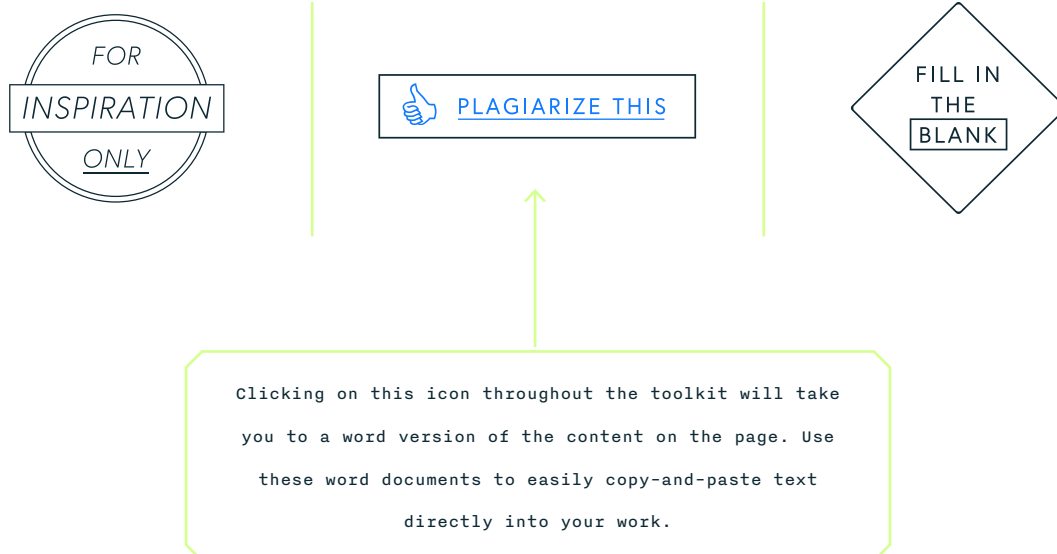 FOR
INSPIRATION
ONLY
PLAGIARIZE THIS
FILL IN
THE
BLANK
Clicking on this icon throughout the toolkit will take
you to a word version of the content on the page. Use
these word documents to easily copy-and-paste text
directly into your work.